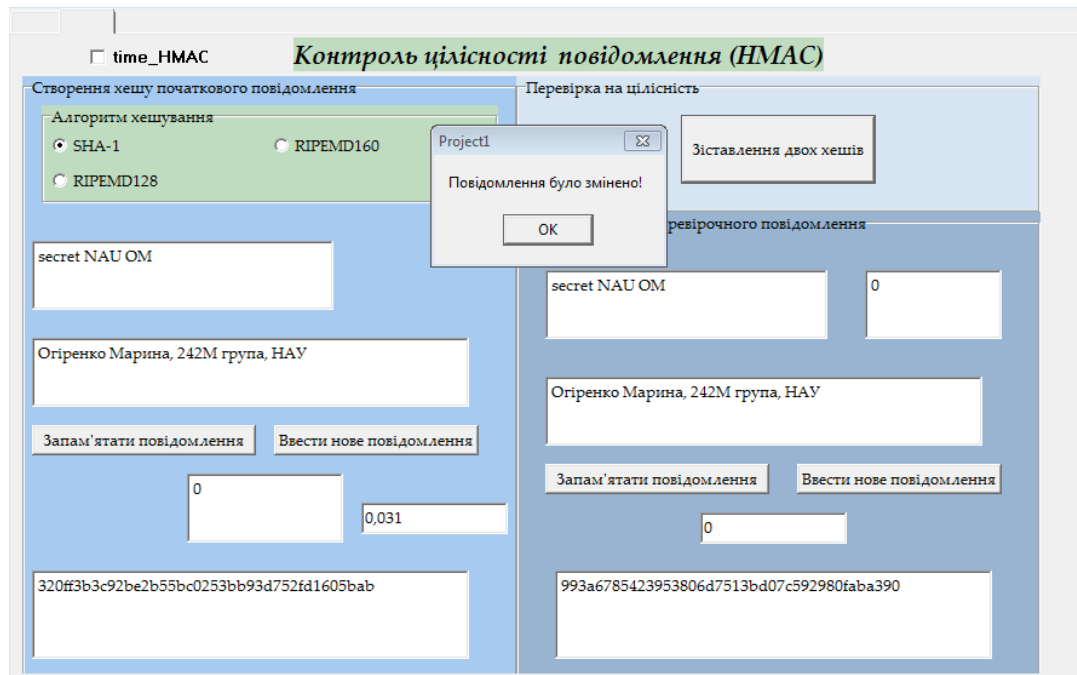 time_HMAC
Контроль цілісності повідомлення (HMAC)
Створення хешу початкового повідомлення
Алгоритм хешування
SHA-1
RIPEMD160
RIPEMD128
secret NAU OM
Огіренко Марина, 242М група, НАУ
Запам'ятати повідомлення
Ввести нове повідомлення
0
0,031
320ff3b3c92be2b55bc0253bb93d752fd1605bab
Project1
Повідомлення було змінено!
OK
Перевірка на цілісність
Зіставлення двох хешів
ревірочного повідомлення
secret NAU OM
0
Огіренко Марина, 242М група, НАУ
Запам'ятати повідомлення
Ввести нове повідомлення
0
993a6785423953806d7513bd07c592980faba390